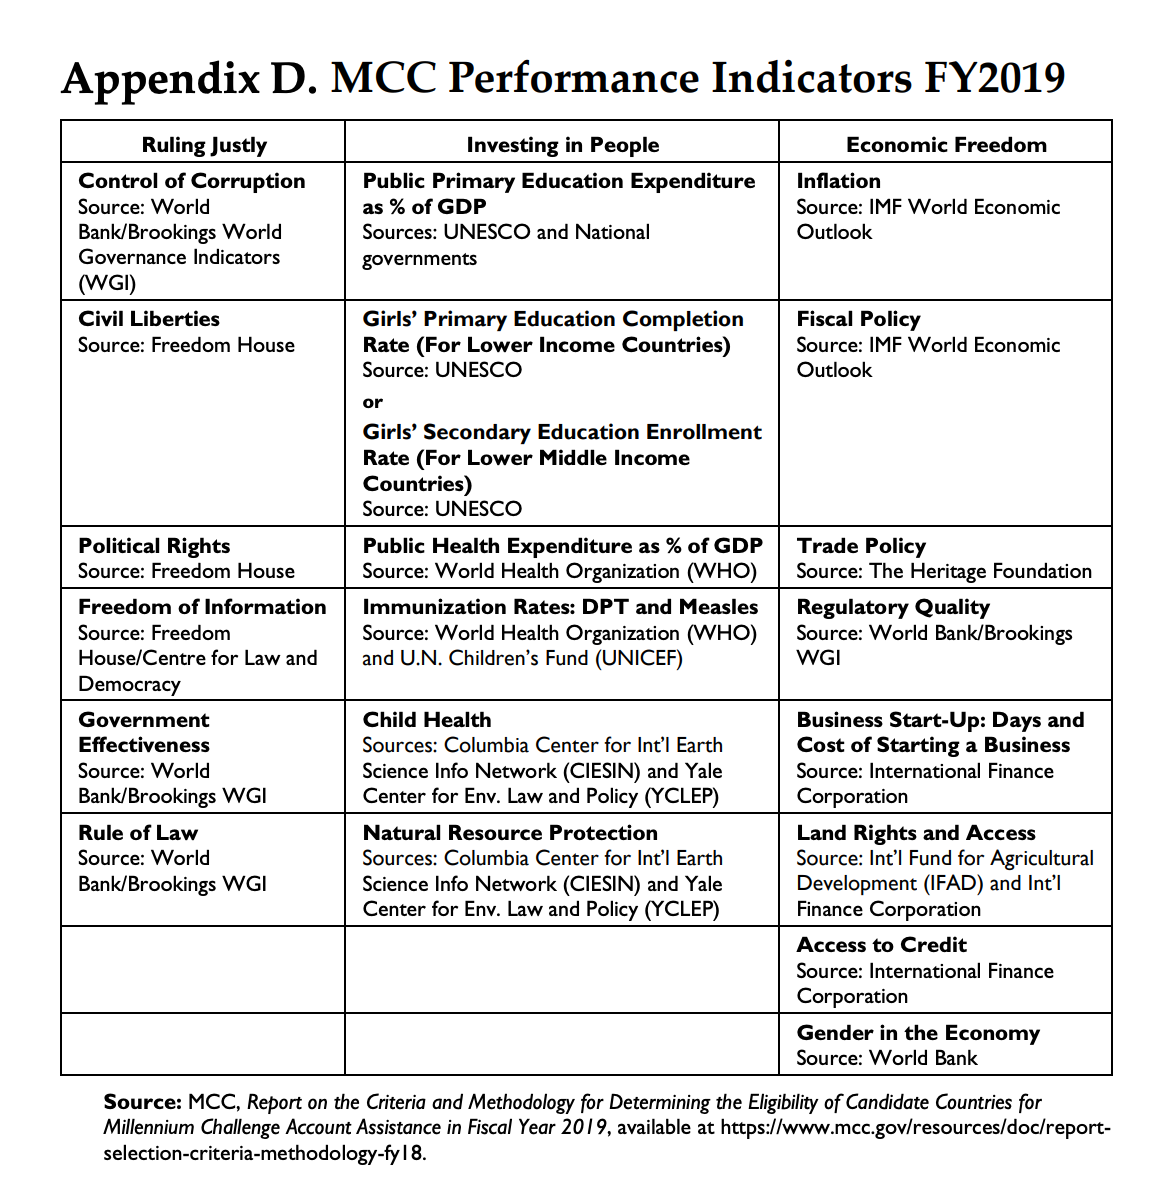 Appendix D. MCC Performance Indicators FY2019
Ruling Justly
Investing in People
Economic Freedom
Control of Corruption
Source: World
Bank/Brookings World
Governance Indicators
(WGI)
Public Primary Education Expenditure
as % of GDP
Sources: UNESCO and National
governments
Inflation
Source: IMF World Economic
Outlook
Civil Liberties
Source: Freedom House
Girls’ Primary Education Completion
Rate (For Lower Income Countries)
Source: UNESCO
or
Girls’ Secondary Education Enrollment
Rate (For Lower Middle Income
Countries)
Source: UNESCO
Fiscal Policy
Source: IMF World Economic
Outlook
Political Rights
Source: Freedom House
Public Health Expenditure as % of GDP
Source: World Health Organization (WHO)
Trade Policy
Source: The Heritage Foundation
Freedom of Information
Source: Freedom
House/Centre for Law and
Democracy
Immunization Rates: DPT and Measles
Source: World Health Organization (WHO)
and U.N. Children’s Fund (UNICEF)
Regulatory Quality
Source: World Bank/Brookings
WGI
Government
Effectiveness
Source: World
Bank/Brookings WGI
Child Health
Sources: Columbia Center for Int’l Earth
Science Info Network (CIESIN) and Yale
Center for Env. Law and Policy (YCLEP)
Business Start-Up: Days and
Cost of Starting a Business
Source: International Finance
Corporation
Rule of Law
Source: World
Bank/Brookings WGI
Natural Resource Protection
Sources: Columbia Center for Int’l Earth
Science Info Network (CIESIN) and Yale
Center for Env. Law and Policy (YCLEP)
Land Rights and Access
Source: Int’l Fund for Agricultural
Development (IFAD) and Int’l
Finance Corporation
Access to Credit
Source: International Finance
Corporation
Gender in the Economy
Source: World Bank
Source: MCC, Report on the Criteria and Methodology for Determining the Eligibility of Candidate Countries for
Millennium Challenge Account Assistance in Fiscal Year 2019, available at https://www.mcc.gov/resources/doc/report-
selection-criteria-methodology-fy18.